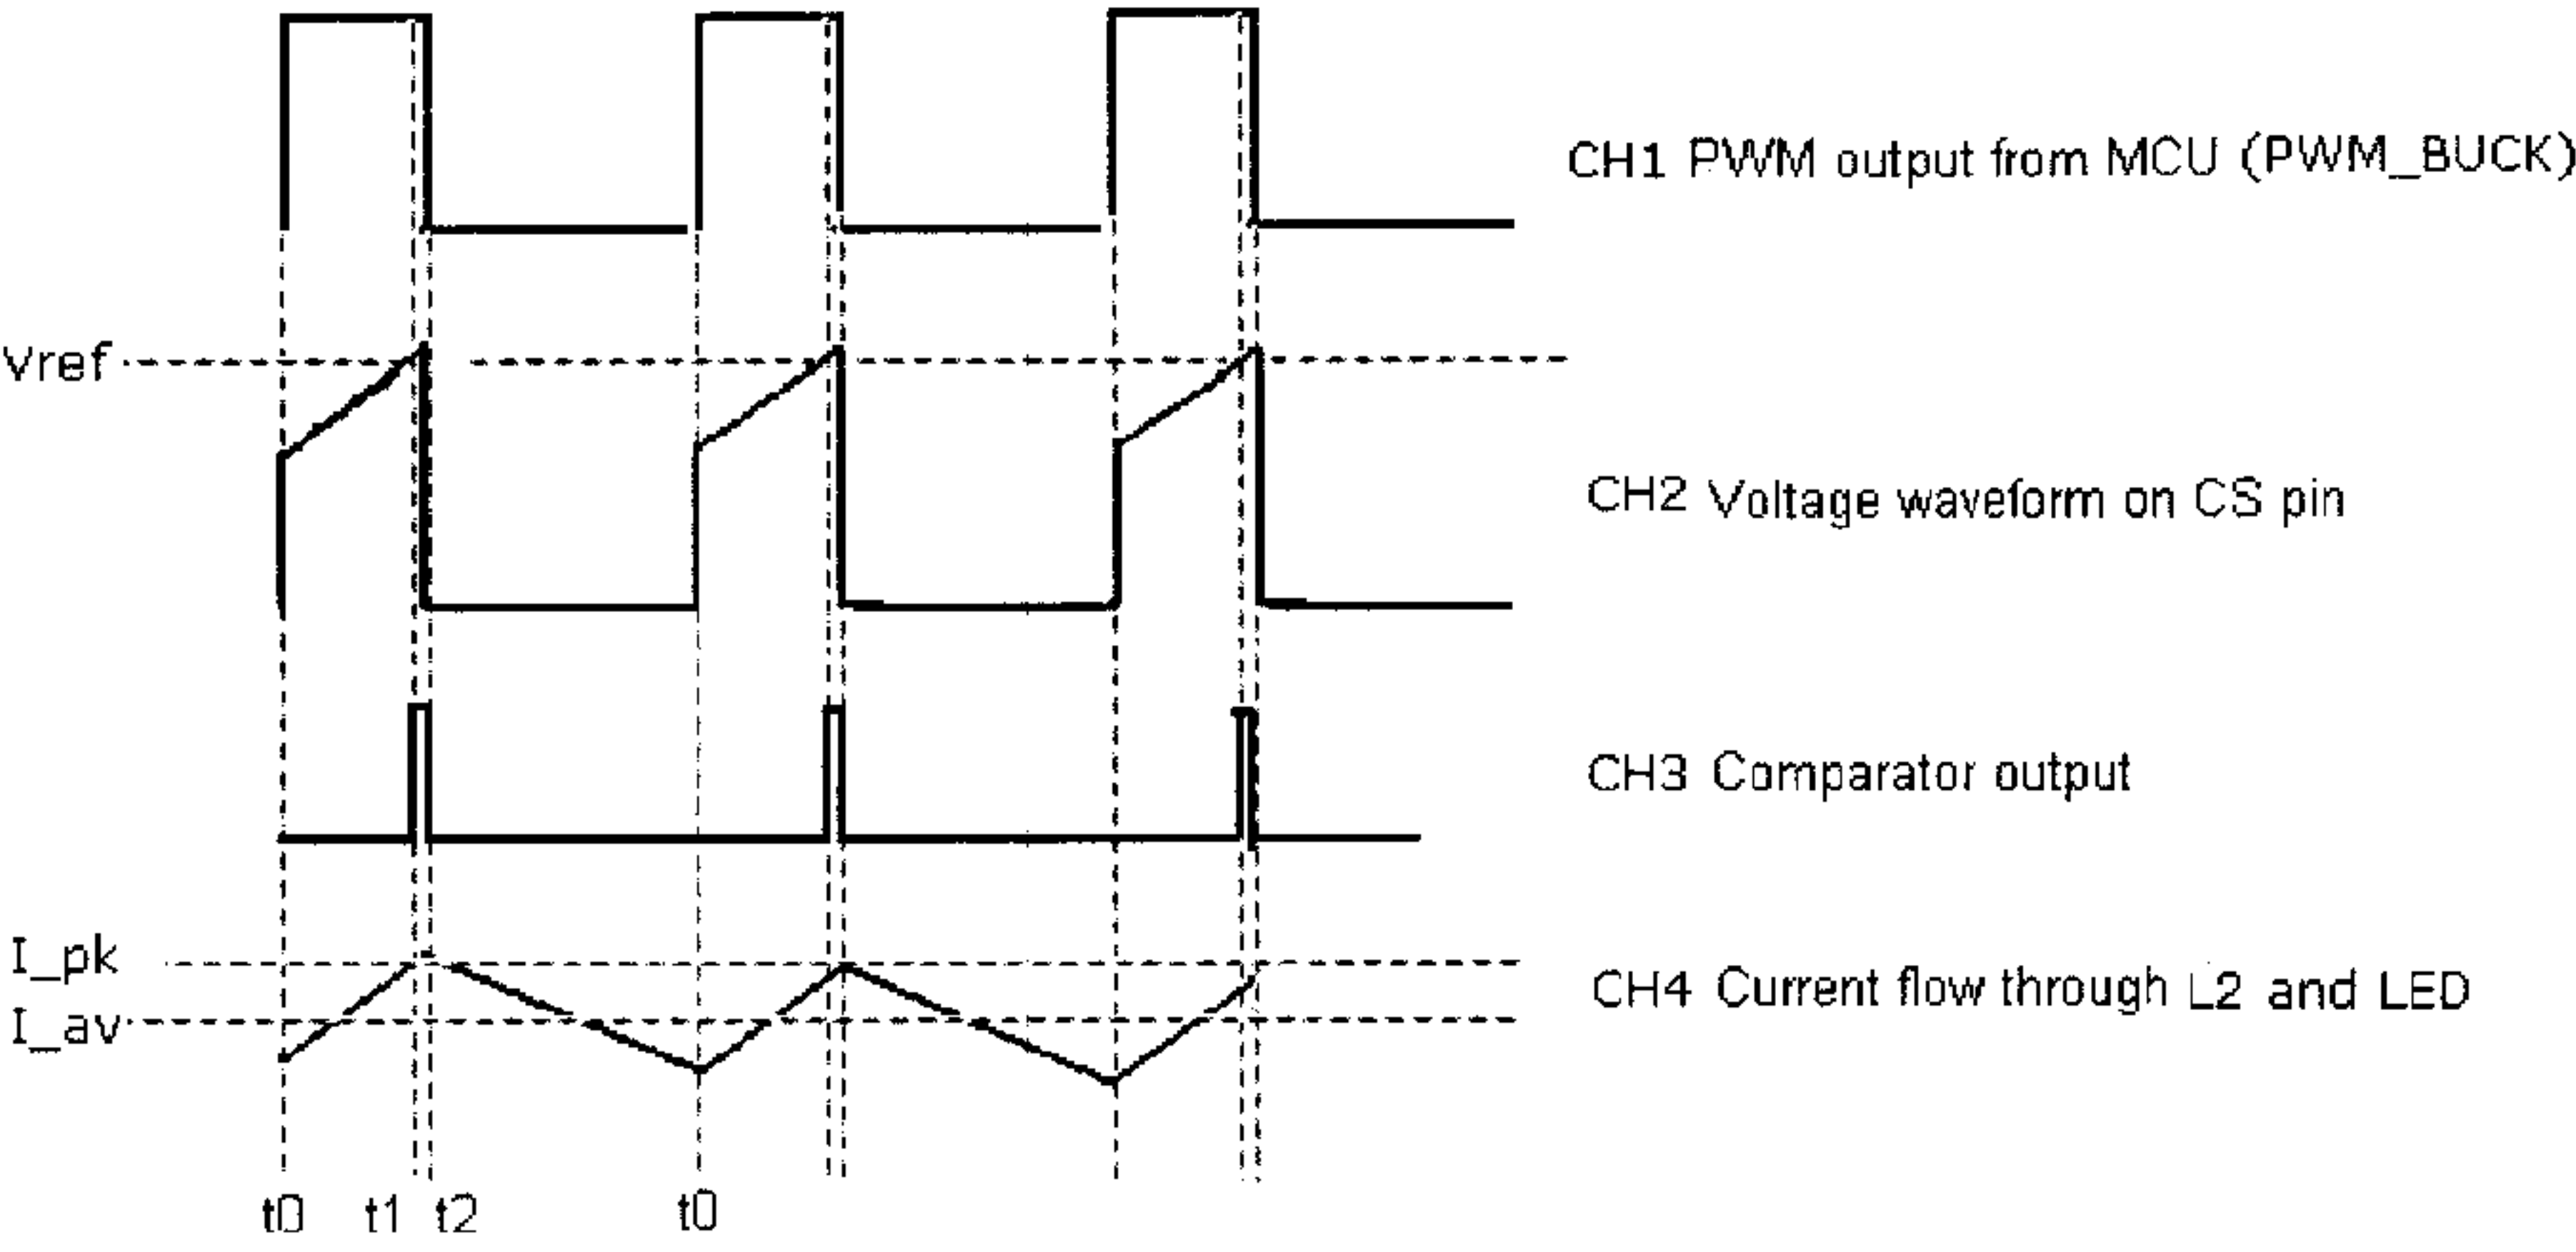 CH1 PWM output from MCU (PWM_BUCK)
Vref
CH2 Voltage waveform on CS pin
CH3 Comparator output
I_pk
CH4 Current flow through L2 and LED
I_av
t0 t1 t2 t0